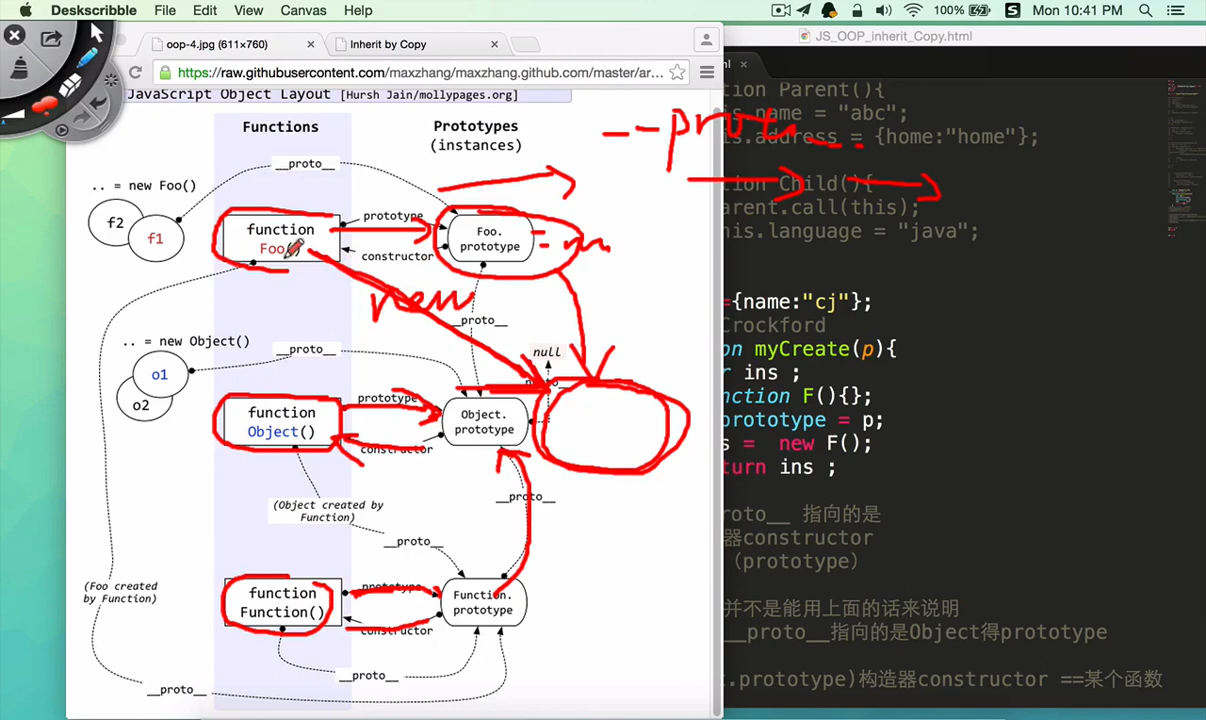 Deskscribble File Edit View Canvas Help 100% Mon 10:41 PM
oop-4.jpg (611×760) × Inherit by Copy ×
JS_OOP_inherit_Copy.html
https://raw.githubusercontent.com/maxzhang/maxzhang.github.com/master/ar...
JavaScript Object Layout [Hursh Jain/mollypages.org]
Functions
Prototypes
(instances)
__proto__
.. = new Foo()
f2
f1
function
Foo()
prototype
constructor
Foo.
prototype
= m
new
--proto
__proto__
.. = new Object()
o1
o2
__proto__
null
function
Object()
prototype
constructor
Object.
prototype
(Object created
by Function)
__proto__
__proto__
(Foo created
by Function)
function
Function()
prototype
constructor
Function.
prototype
__proto__
__proto__
tion Parent(){
is.name = "abc";
is.address = {home:"home"};
tion Child(){
arent.call(this);
his.language = "java";
={name:"cj"};
Crockford
on myCreate(p){
r ins ;
nction F(){};
prototype = p;
s = new F();
turn ins ;
roto__ 指向的是
器constructor
(prototype)
并不是能用上面的话来说明
__proto__指向的是Object得prototype
t.prototype)构造器constructor ==某个函数